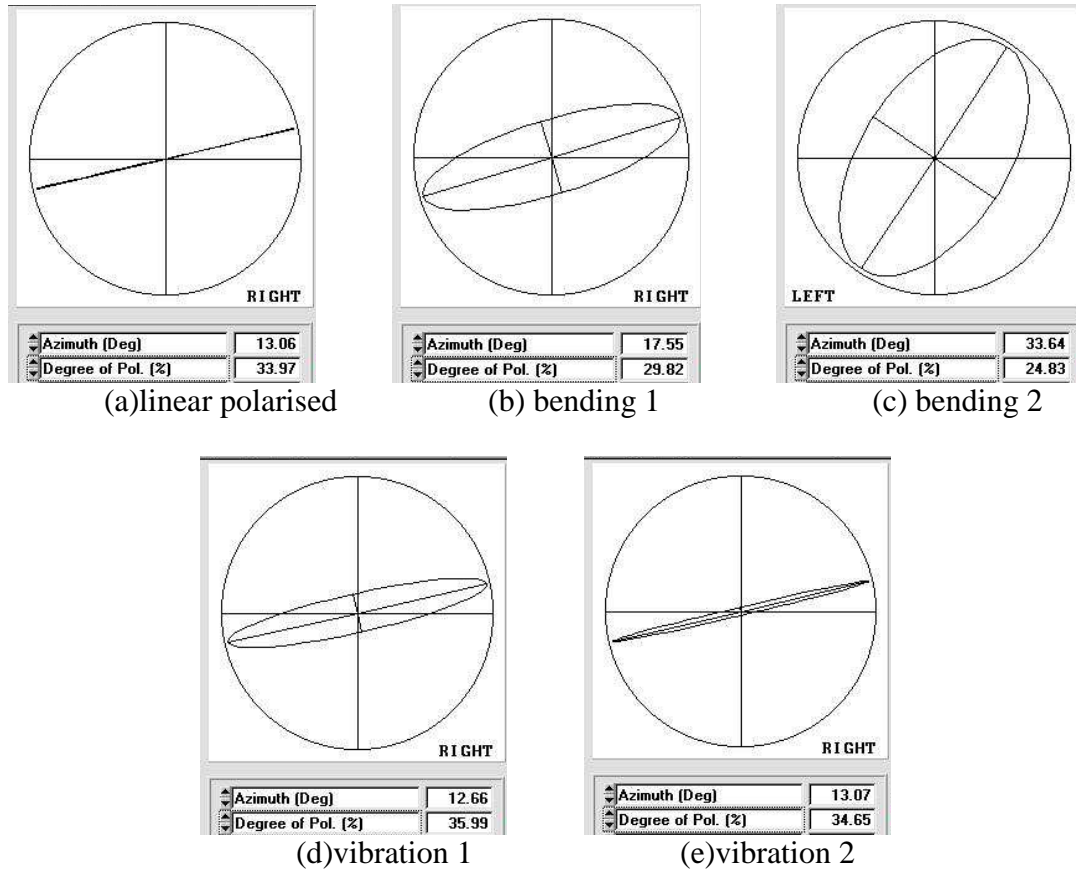 RIGHT
Azimuth (Deg) 13.06
Degree of Pol. (%) 33.97
(a)linear polarised
RIGHT
Azimuth (Deg) 17.55
Degree of Pol. (%) 29.82
(b) bending 1
LEFT
Azimuth (Deg) 33.64
Degree of Pol. (%) 24.83
(c) bending 2
RIGHT
Azimuth (Deg) 12.66
Degree of Pol. (%) 35.99
(d)vibration 1
RIGHT
Azimuth (Deg) 13.07
Degree of Pol. (%) 34.65
(e)vibration 2